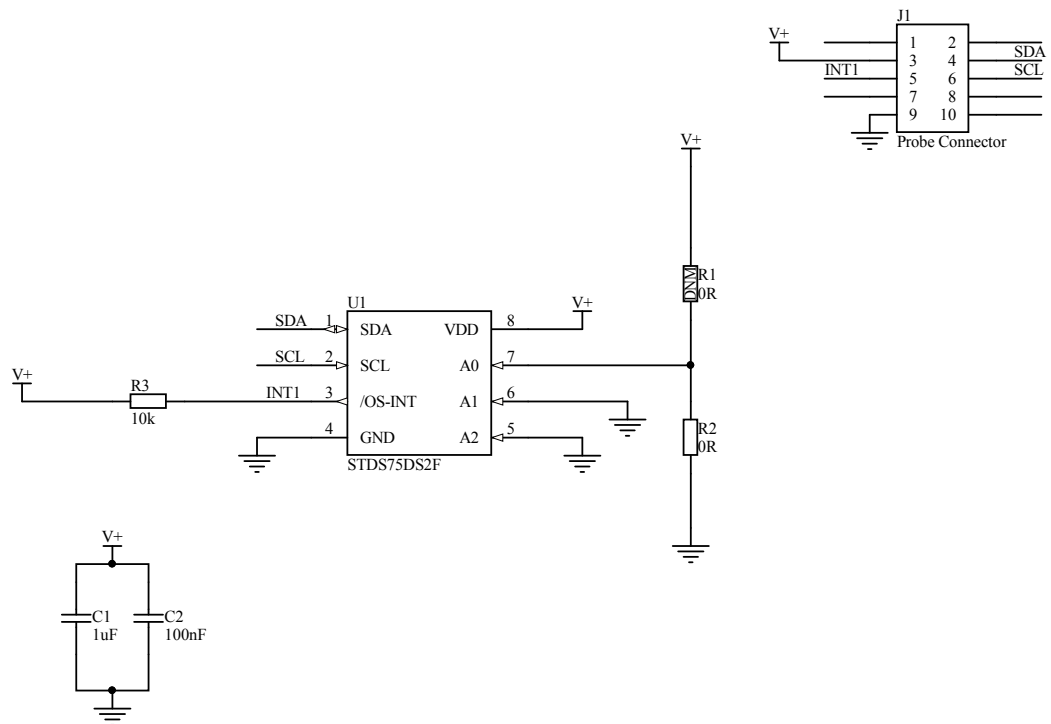 J1
V+
1 2
3 4 SDA
INT1 5 6 SCL
7 8
9 10
Probe Connector
V+
DNM R1
0R
U1
V+
SDA 1 SDA VDD 8
SCL 2 SCL A0 7
V+
R3
10k
INT1 3 /OS-INT A1 6
4 GND A2 5
STDS75DS2F
R2
0R
V+
C1
1uF
C2
100nF